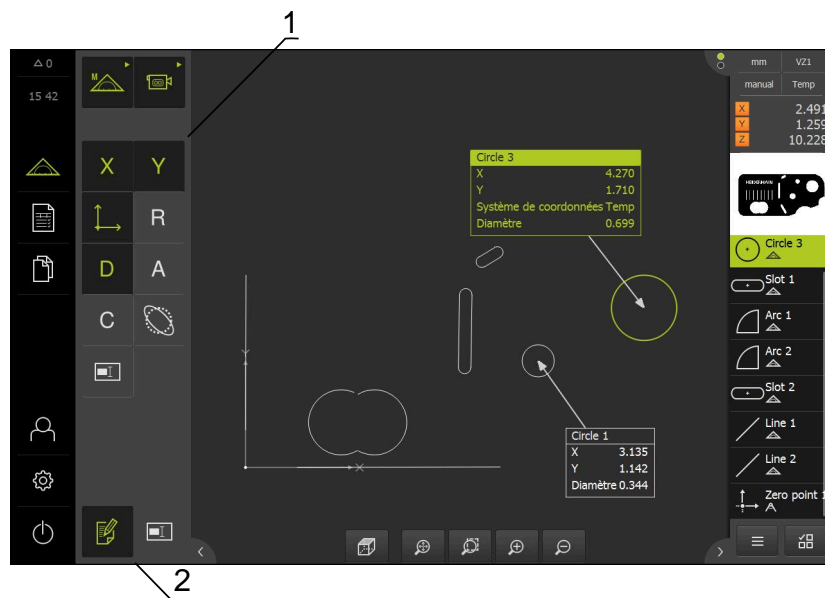 1
0
15 42
M
X Y
R
D A
C
Circle 3
X 4.270
Y 1.710
Système de coordonnées Temp
Diamètre 0.699
Y
X
Circle 1
X 3.135
Y 1.142
Diamètre 0.344
mm VZ1
manual Temp
X 2.491
Y 1.259
Z 10.228
HEIDENHAIN
Circle 3
Slot 1
Arc 1
Arc 2
Slot 2
Line 1
Line 2
Zero point 1
2